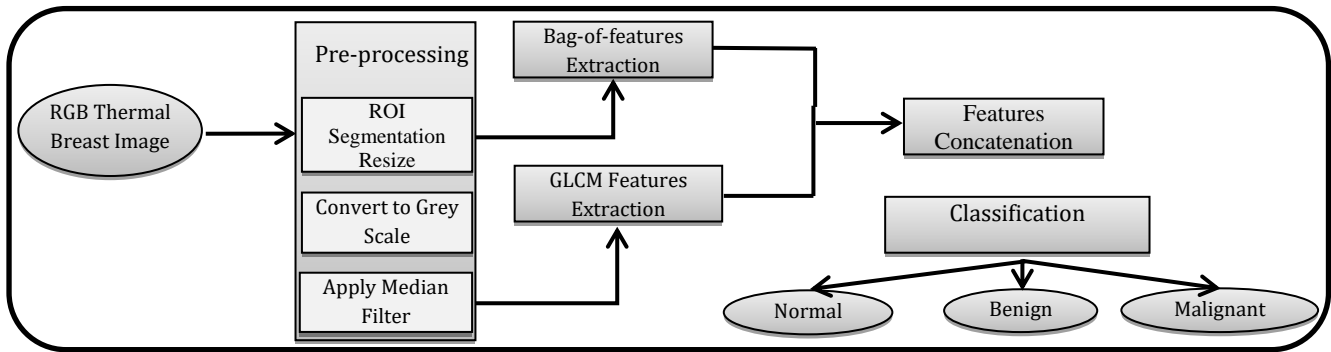 RGB Thermal
Breast Image
Pre-processing
ROI
Segmentation
Resize
Convert to Grey
Scale
Apply Median
Filter
Bag-of-features
Extraction
GLCM Features
Extraction
Features
Concatenation
Classification
Normal
Benign
Malignant